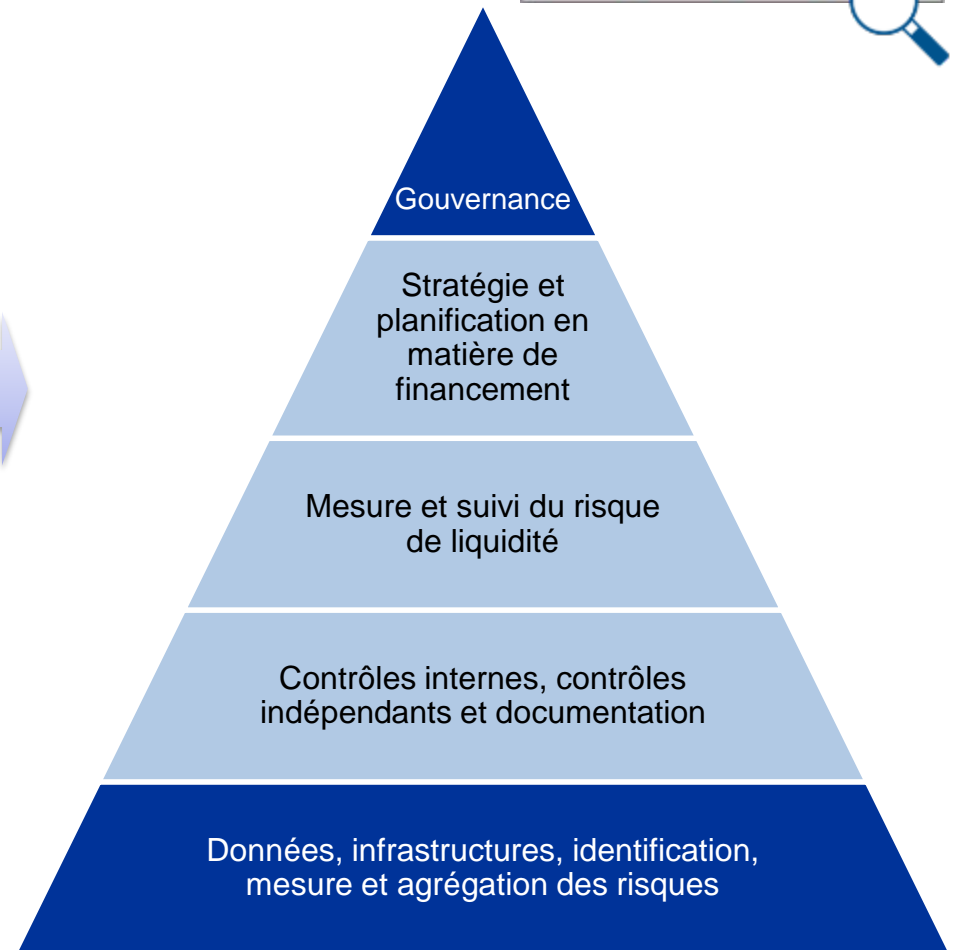 Gouvernance
Stratégie et
planification en
matière de
financement
Mesure et suivi du risque
de liquidité
Contrôles internes, contrôles
indépendants et documentation
Données, infrastructures, identification,
mesure et agrégation des risques